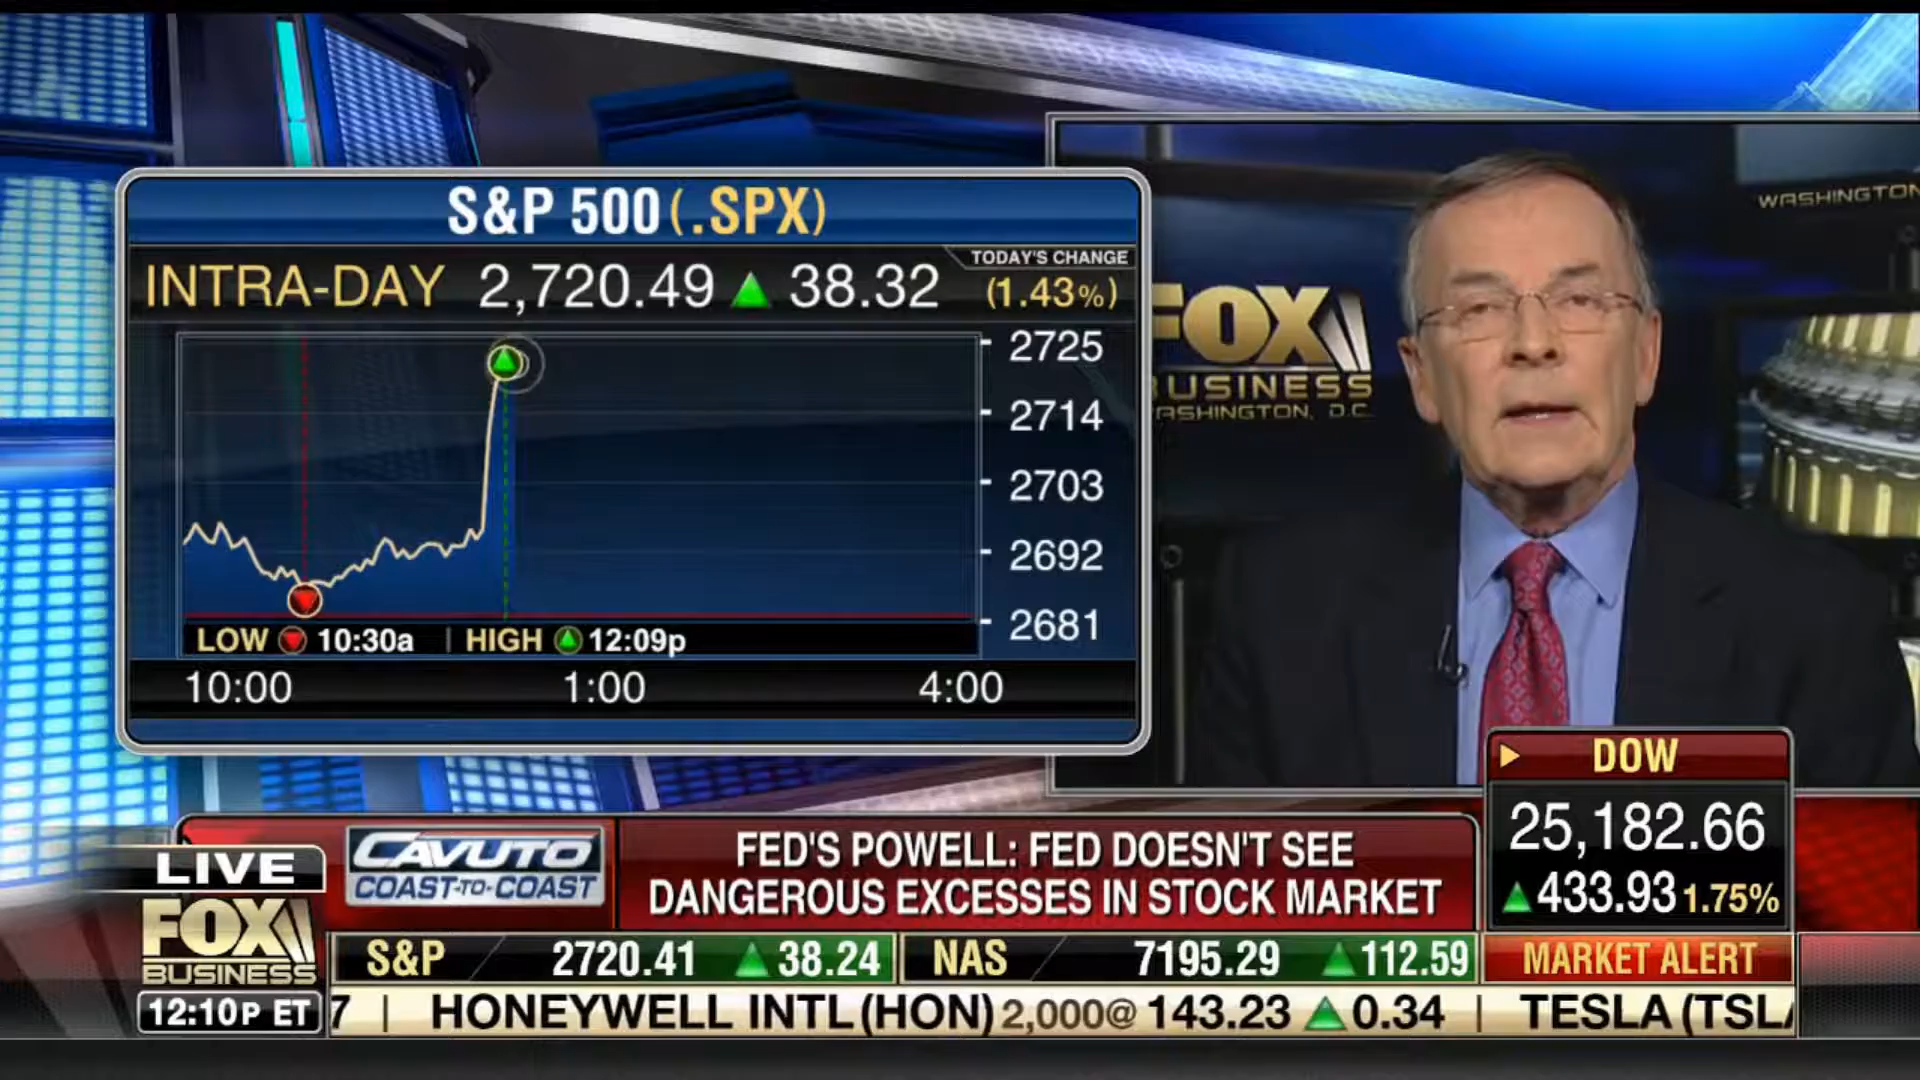 S&P 500 (.SPX)
TODAY'S CHANGE
INTRA-DAY 2,720.49 ▲ 38.32 (1.43%)
2725
2714
2703
2692
2681
LOW ▼ 10:30a | HIGH ▲ 12:09p
10:00 1:00 4:00
WASHINGTON
FOX
BUSINESS
WASHINGTON, D.C.
DOW
25,182.66
▲ 433.93 1.75%
LIVE
FOX
BUSINESS
12:10P ET
CAVUTO
COAST-TO-COAST
FED'S POWELL: FED DOESN'T SEE
DANGEROUS EXCESSES IN STOCK MARKET
S&P 2720.41 ▲ 38.24 NAS 7195.29 ▲ 112.59 MARKET ALERT
7 | HONEYWELL INTL (HON) 2,000@ 143.23 ▲ 0.34 | TESLA (TSLA